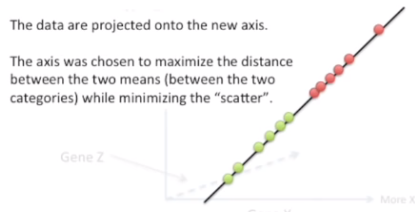 The data are projected onto the new axis.
The axis was chosen to maximize the distance
between the two means (between the two
categories) while minimizing the “scatter”.
Gene Z
More X